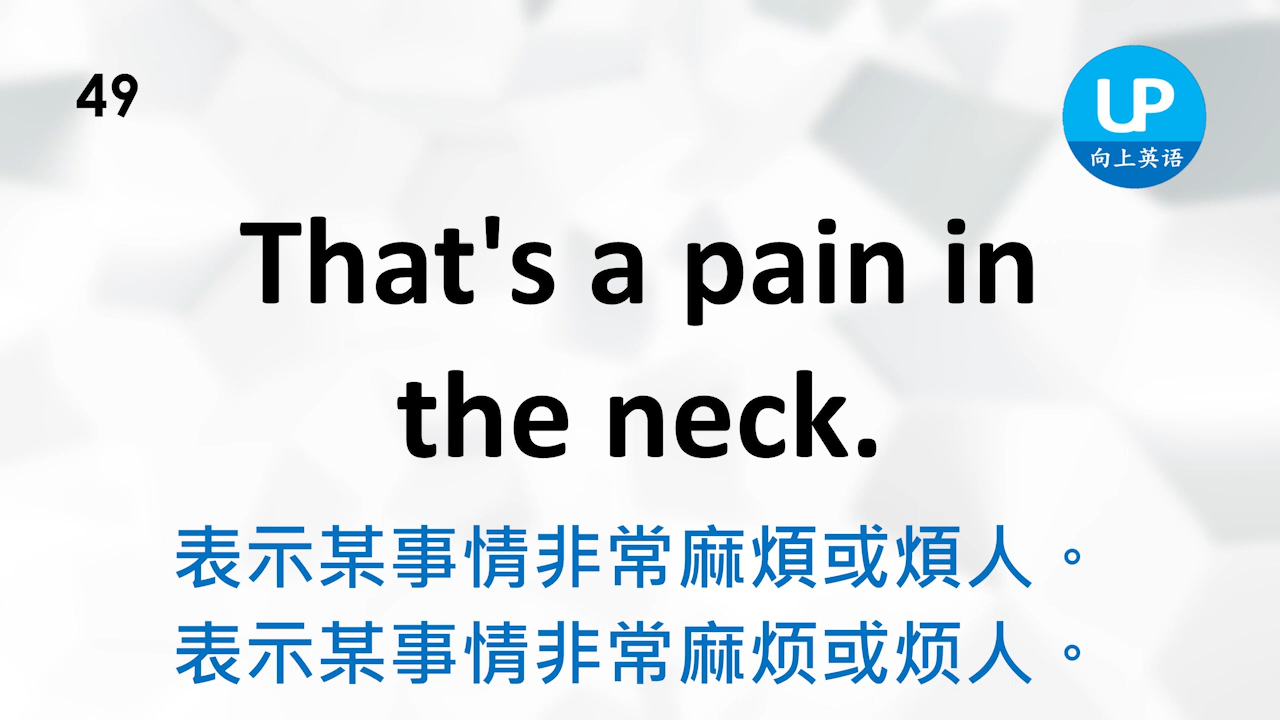 49
UP
向上英语
That's a pain in
the neck.
表示某事情非常麻煩或煩人。
表示某事情非常麻烦或烦人。